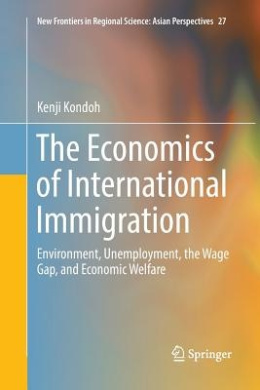 New Frontiers in Regional Science: Asian Perspectives 27
Kenji Kondoh
The Economics
of International
Immigration
Environment, Unemployment, the Wage
Gap, and Economic Welfare
Springer